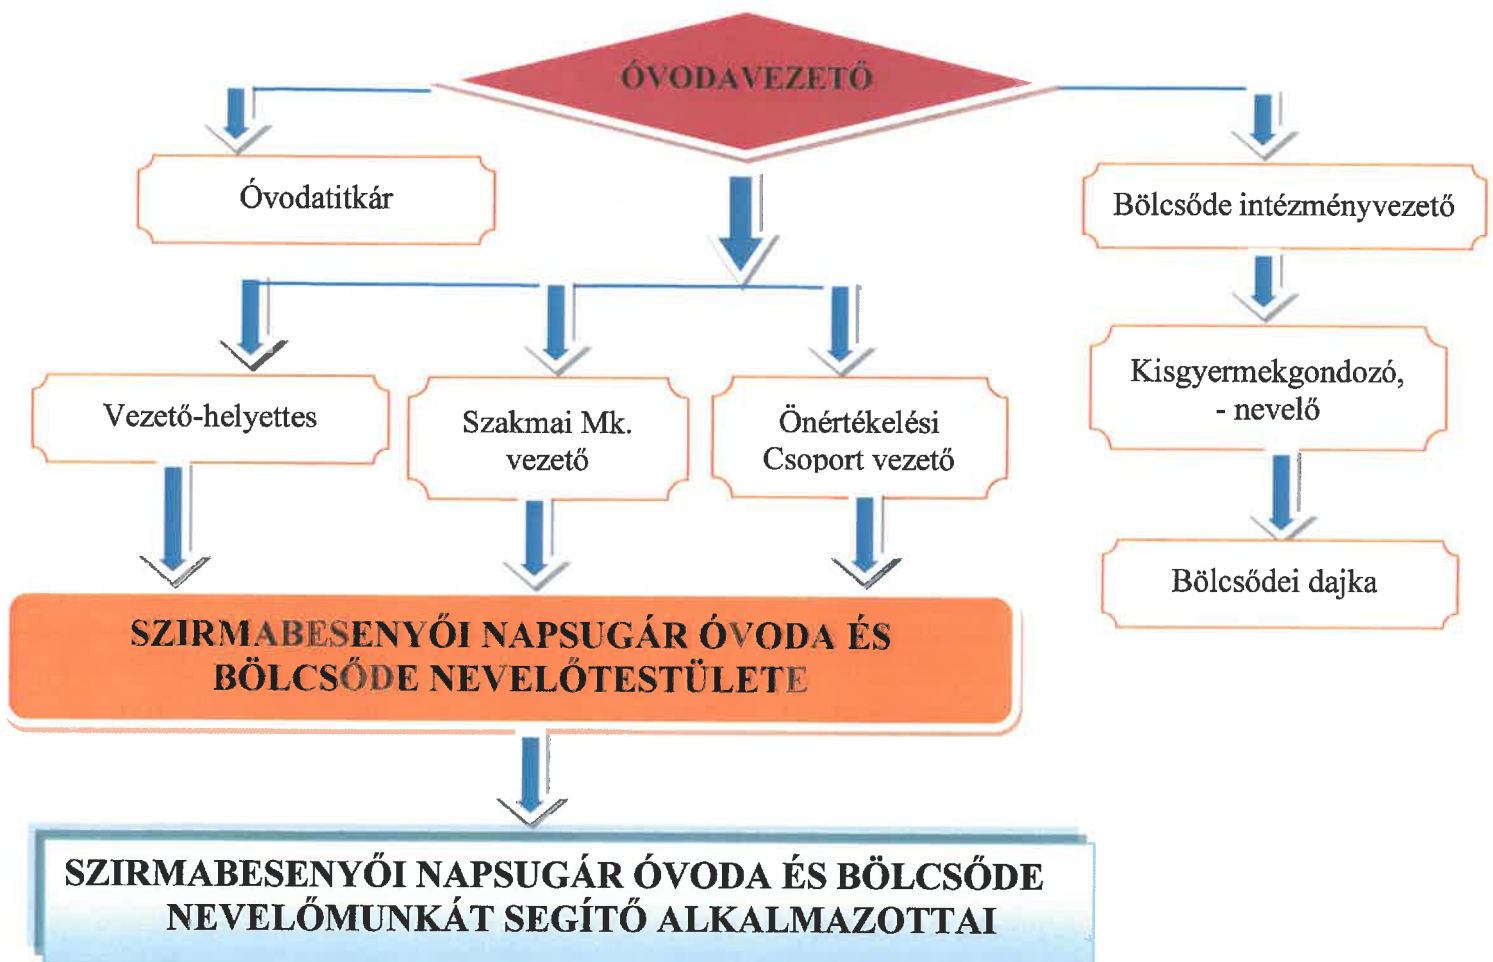 ÓVODAVEZETŐ
Óvodatitkár
Bölcsőde intézményvezető
Vezető-helyettes
Szakmai Mk.
vezető
Önértékelési
Csoport vezető
Kisgyermekgondozó,
- nevelő
Bölcsődei dajka
SZIRMABESENYŐI NAPSUGÁR ÓVODA ÉS
BÖLCSŐDE NEVELŐTESTÜLETE
SZIRMABESENYŐI NAPSUGÁR ÓVODA ÉS BÖLCSŐDE
NEVELŐMUNKÁT SEGÍTŐ ALKALMAZOTTAI